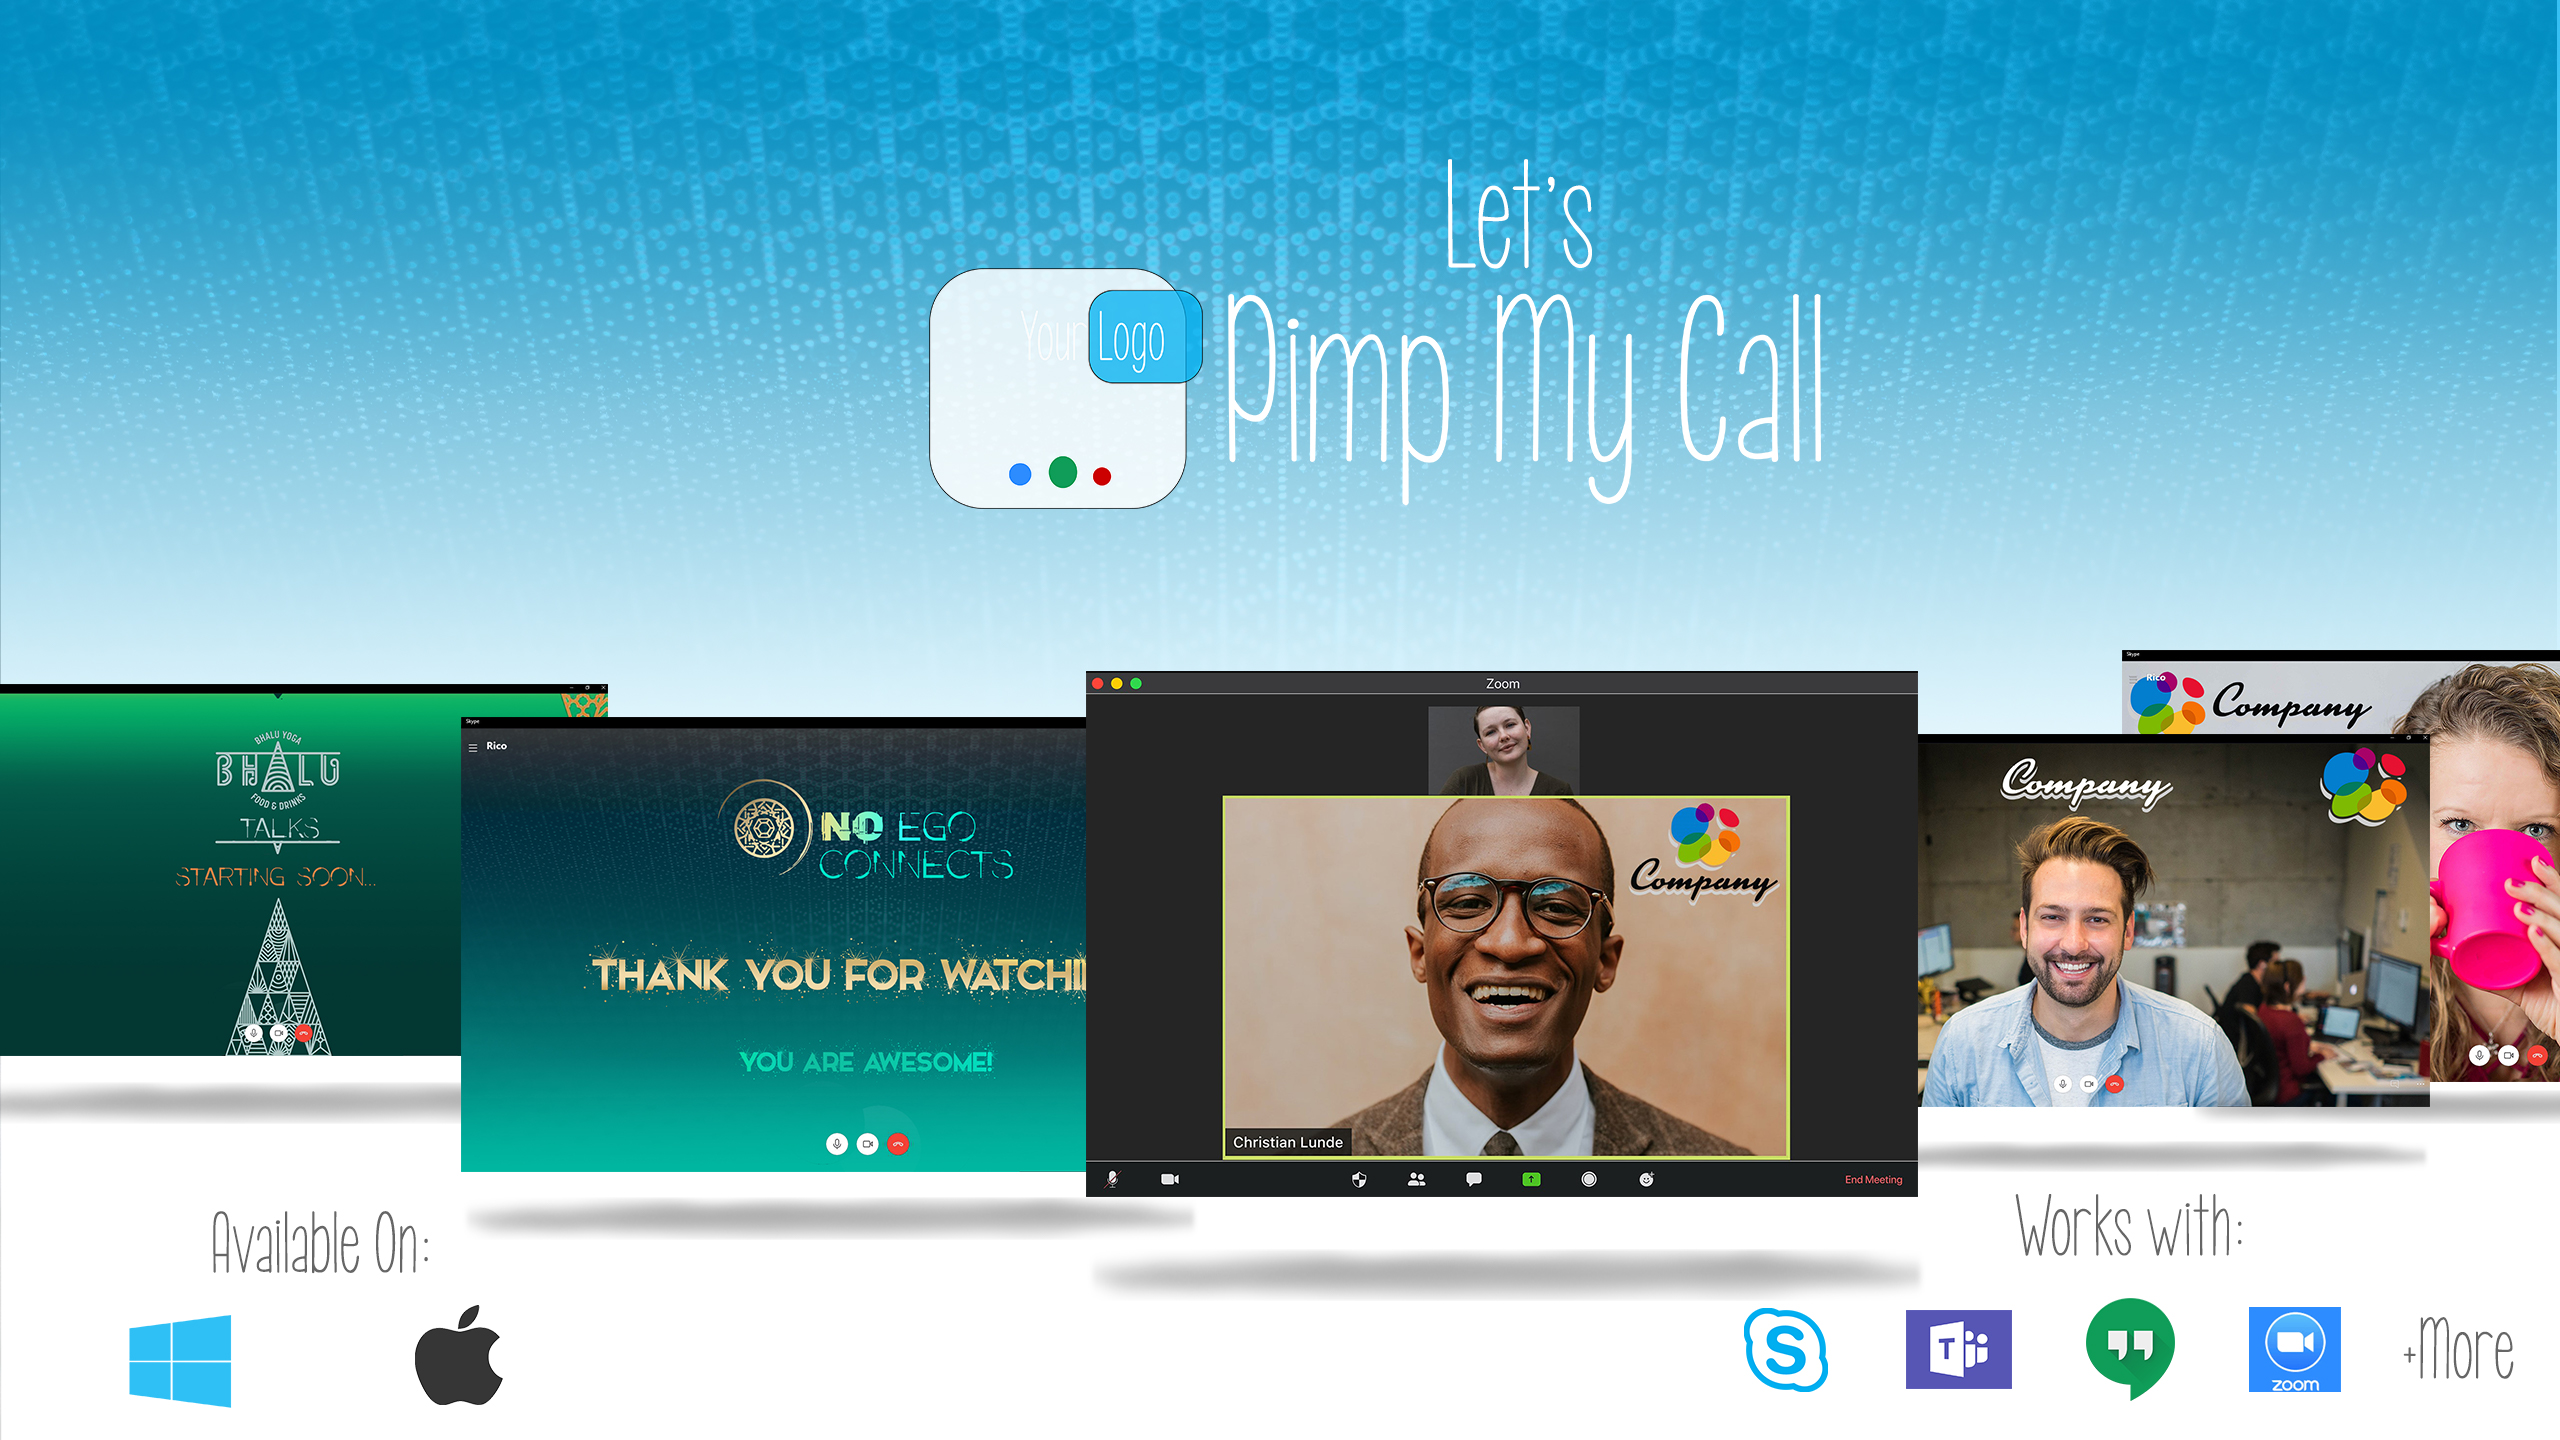 Let's
Pimp My Call
Your Logo
Skype
Rico
Company
BHALU YOGA
BHALU
FOOD & DRINKS
TALKS
STARTING SOON...
Skype
Rico
NO EGO
CONNECTS
THANK YOU FOR WATCHI
YOU ARE AWESOME!
Zoom
Company
Christian Lunde
End Meeting
Company
Available On:
Works with:
S
T
zoom
+More